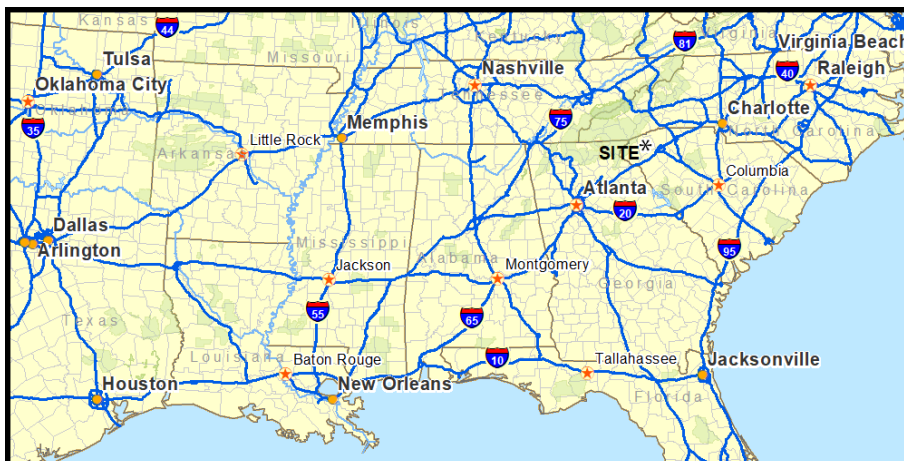 Kansas
44
Illinois
Kentucky
81
Virginia
Virginia Beach
Tulsa
Missouri
Nashville
40
Raleigh
Oklahoma City
Oklahoma
35
Tennessee
75
Charlotte
North Carolina
Little Rock
Memphis
Arkansas
SITE*
Atlanta
Columbia
South Carolina
20
Dallas
Arlington
Mississippi
Alabama
95
Jackson
Montgomery
Georgia
55
65
Texas
Louisiana
Baton Rouge
10
Tallahassee
Jacksonville
Houston
New Orleans
Florida